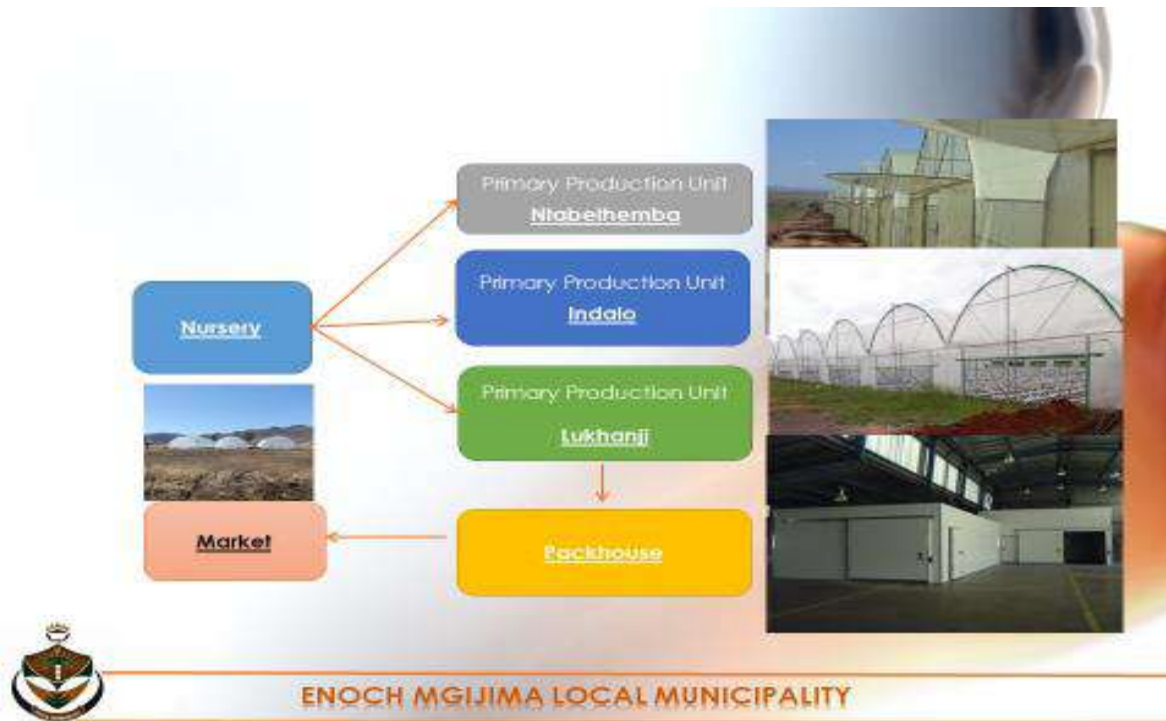 Primary Production Unit
Ntabethemba
Primary Production Unit
Indalo
Nursery
Primary Production Unit
Lukhanji
Market
Packhouse
ENOCH MGIJIMA LOCAL MUNICIPALITY